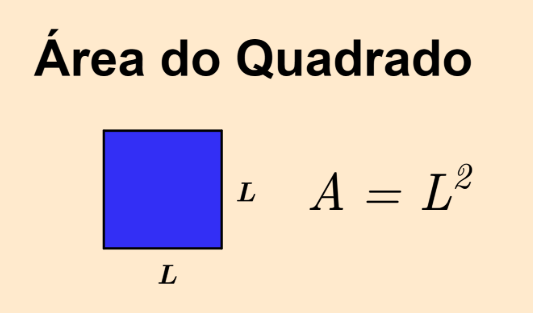 Área do Quadrado
L
A = L²
L